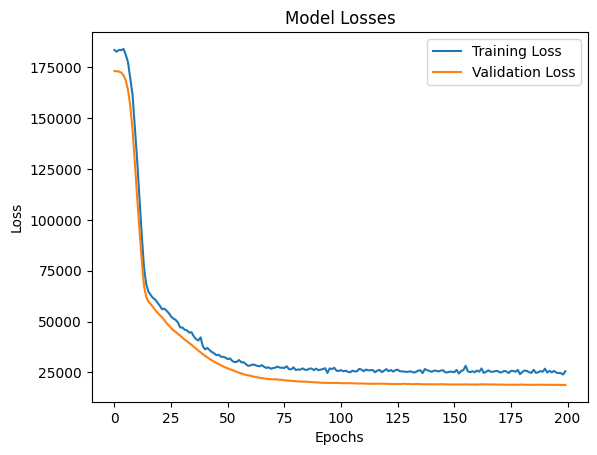 Model Losses
Training Loss
Validation Loss
175000
150000
125000
100000
75000
50000
25000
Loss
0 25 50 75 100 125 150 175 200
Epochs